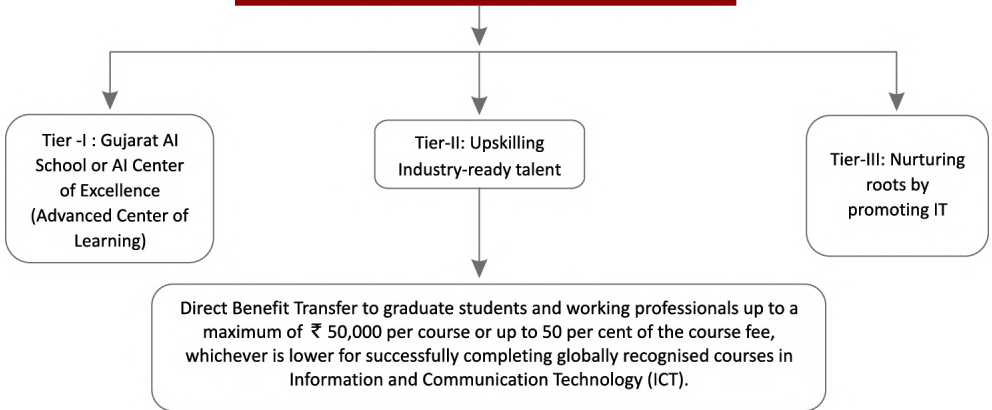 Tier -I : Gujarat AI
School or AI Center
of Excellence
(Advanced Center of
Learning)
Tier-II: Upskilling
Industry-ready talent
Tier-III: Nurturing
roots by
promoting IT
Direct Benefit Transfer to graduate students and working professionals up to a
maximum of ₹ 50,000 per course or up to 50 per cent of the course fee,
whichever is lower for successfully completing globally recognised courses in
Information and Communication Technology (ICT).